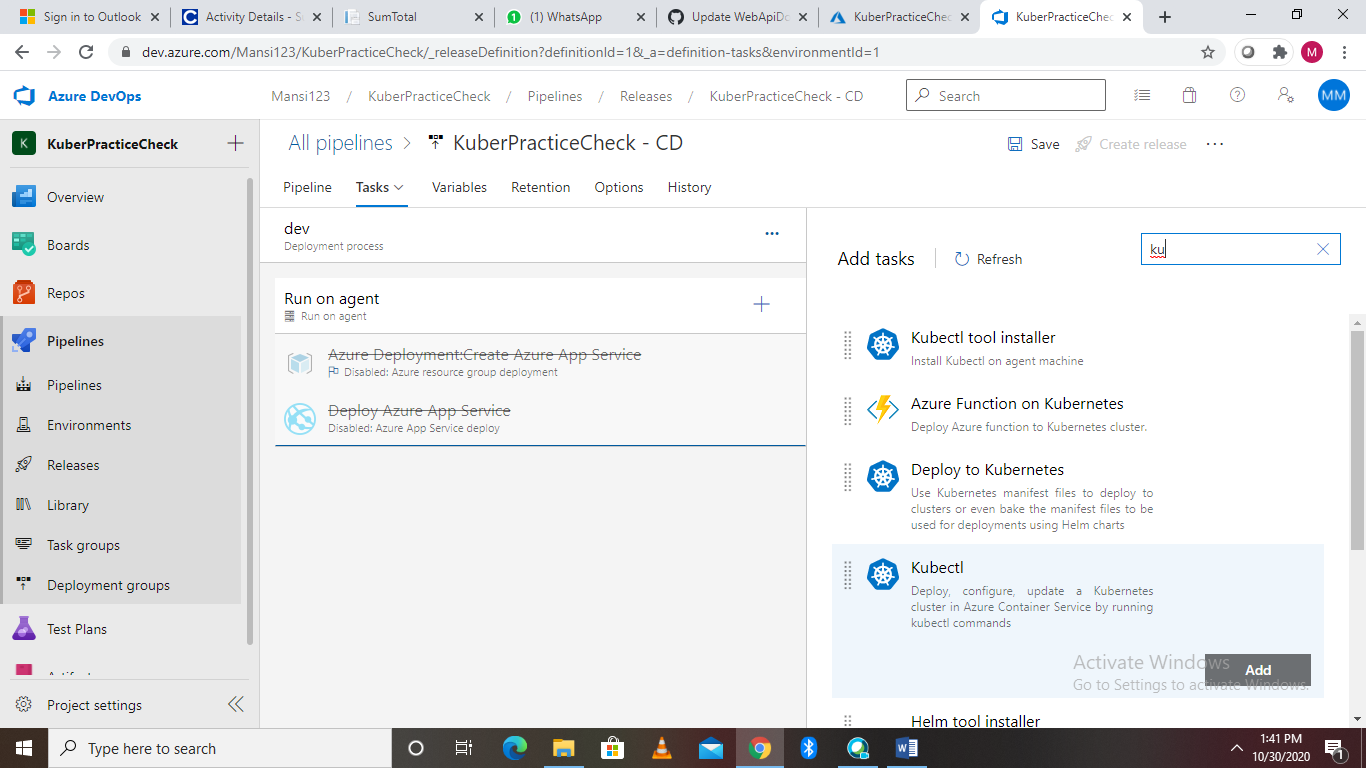 Sign in to Outlook
Activity Details - S
SumTotal
(1) WhatsApp
Update WebApiDo
KuberPracticeChec
KuberPracticeChec
dev.azure.com/Mansi123/KuberPracticeCheck/_releaseDefinition?definitionId=1&_a=definition-tasks&environmentId=1
M
Azure DevOps
Mansi123 / KuberPracticeCheck / Pipelines / Releases / KuberPracticeCheck - CD
Search
MM
K KuberPracticeCheck
Overview
Boards
Repos
Pipelines
Pipelines
Environments
Releases
Library
Task groups
Deployment groups
Test Plans
Artifact
Project settings
All pipelines > KuberPracticeCheck - CD
Save
Create release
Pipeline Tasks Variables Retention Options History
dev
Deployment process
Run on agent
Run on agent
Azure Deployment:Create Azure App Service
Disabled: Azure resource group deployment
Deploy Azure App Service
Disabled: Azure App Service deploy
Add tasks
Refresh
ku
Kubectl tool installer
Install Kubectl on agent machine
Azure Function on Kubernetes
Deploy Azure function to Kubernetes cluster.
Deploy to Kubernetes
Use Kubernetes manifest files to deploy to
clusters or even bake the manifest files to be
used for deployments using Helm charts
Kubectl
Deploy, configure, update a Kubernetes
cluster in Azure Container Service by running
kubectl commands
Add
Activate Windows
Go to Settings to activate Windows.
Helm tool installer
Type here to search
1:41 PM
10/30/2020
1